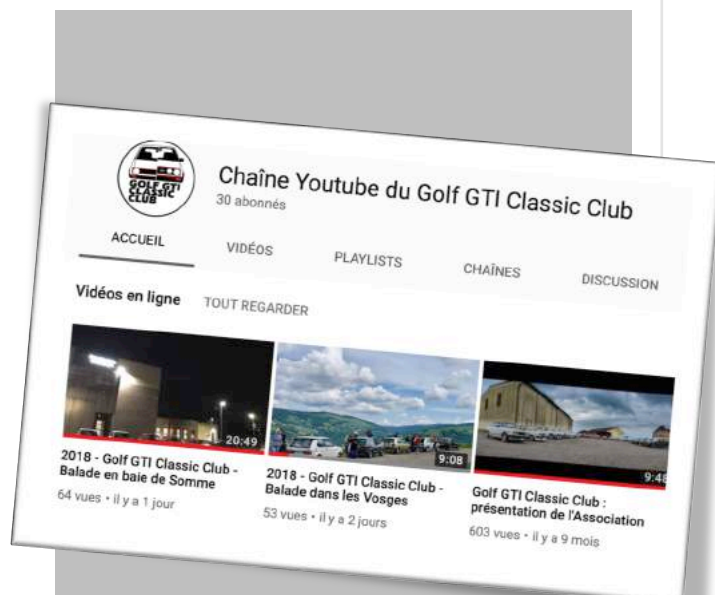 GOLF GTI
CLASSIC
CLUB
Chaîne Youtube du Golf GTI Classic Club
30 abonnés
ACCUEIL VIDÉOS PLAYLISTS CHAÎNES DISCUSSION
Vidéos en ligne TOUT REGARDER
20:49 9:08 9:48
2018 - Golf GTI Classic Club -
Balade en baie de Somme
64 vues • il y a 1 jour
2018 - Golf GTI Classic Club -
Balade dans les Vosges
53 vues • il y a 2 jours
Golf GTI Classic Club :
présentation de l'Association
603 vues • il y a 9 mois